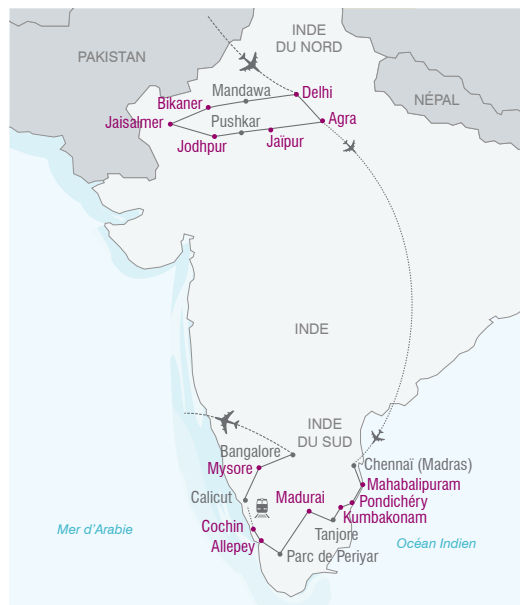 INDE
DU NORD
PAKISTAN
NÉPAL
Delhi
Mandawa
Bikaner
Jaisalmer
Pushkar
Agra
Jodhpur
Jaïpur
INDE
INDE
DU SUD
Bangalore
Chennaï (Madras)
Mysore
Mahabalipuram
Calicut
Madurai
Pondichéry
Kumbakonam
Cochin
Tanjore
Mer d'Arabie
Allepey
Océan Indien
Parc de Periyar